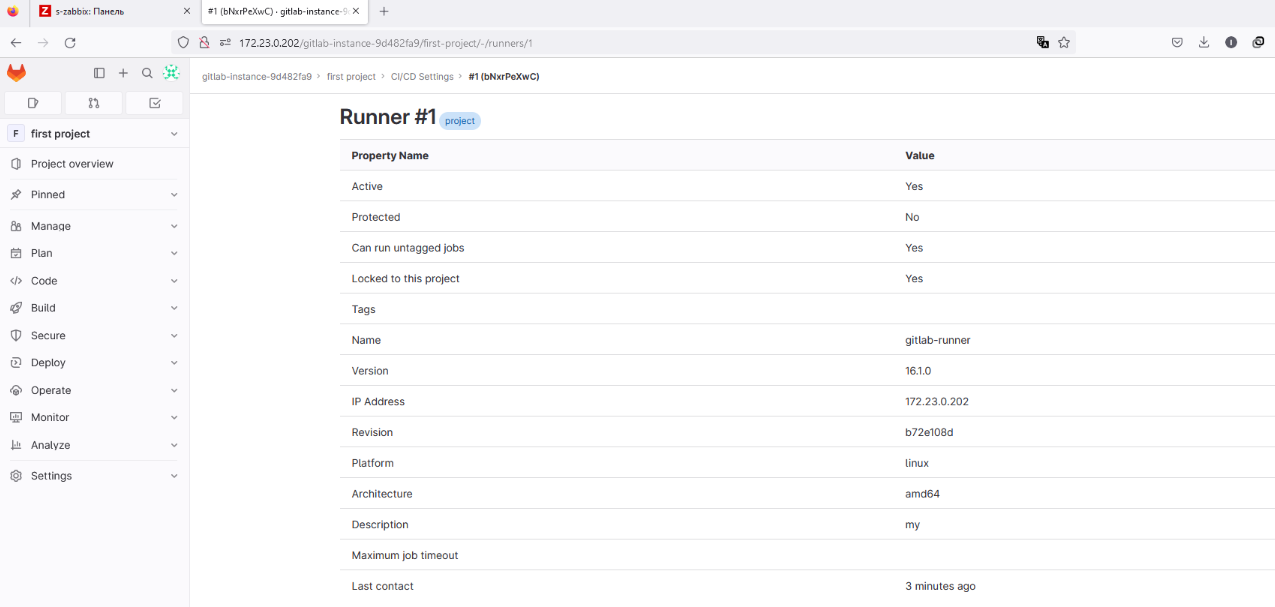 s-zabbix: Панель
#1 (bNxrPeXwC) · gitlab-instance-9
172.23.0.202/gitlab-instance-9d482fa9/first-project/-/runners/1
gitlab-instance-9d482fa9 › first project › CI/CD Settings › #1 (bNxrPeXwC)
F first project
Project overview
Pinned
Manage
Plan
Code
Build
Secure
Deploy
Operate
Monitor
Analyze
Settings
Runner #1 project
Property Name Value
Active Yes
Protected No
Can run untagged jobs Yes
Locked to this project Yes
Tags
Name gitlab-runner
Version 16.1.0
IP Address 172.23.0.202
Revision b72e108d
Platform linux
Architecture amd64
Description my
Maximum job timeout
Last contact 3 minutes ago